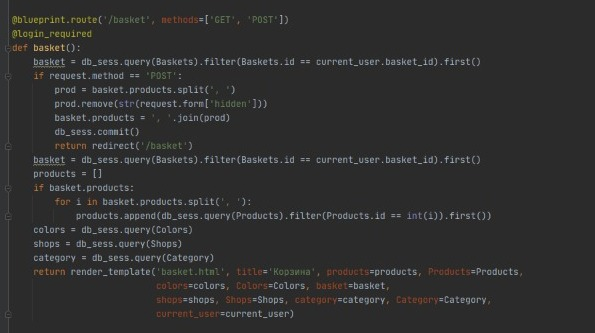 @blueprint.route('/basket', methods=['GET', 'POST'])
@login_required
def basket():
basket = db_sess.query(Baskets).filter(Baskets.id == current_user.basket_id).first()
if request.method == 'POST':
prod = basket.products.split(', ')
prod.remove(str(request.form['hidden']))
basket.products = ', '.join(prod)
db_sess.commit()
return redirect('/basket')
basket = db_sess.query(Baskets).filter(Baskets.id == current_user.basket_id).first()
products = []
if basket.products:
for i in basket.products.split(', '):
products.append(db_sess.query(Products).filter(Products.id == int(i)).first())
colors = db_sess.query(Colors)
shops = db_sess.query(Shops)
category = db_sess.query(Category)
return render_template('basket.html', title='Корзина', products=products, Products=Products,
colors=colors, Colors=Colors, basket=basket,
shops=shops, Shops=Shops, category=category, Category=Category,
current_user=current_user)